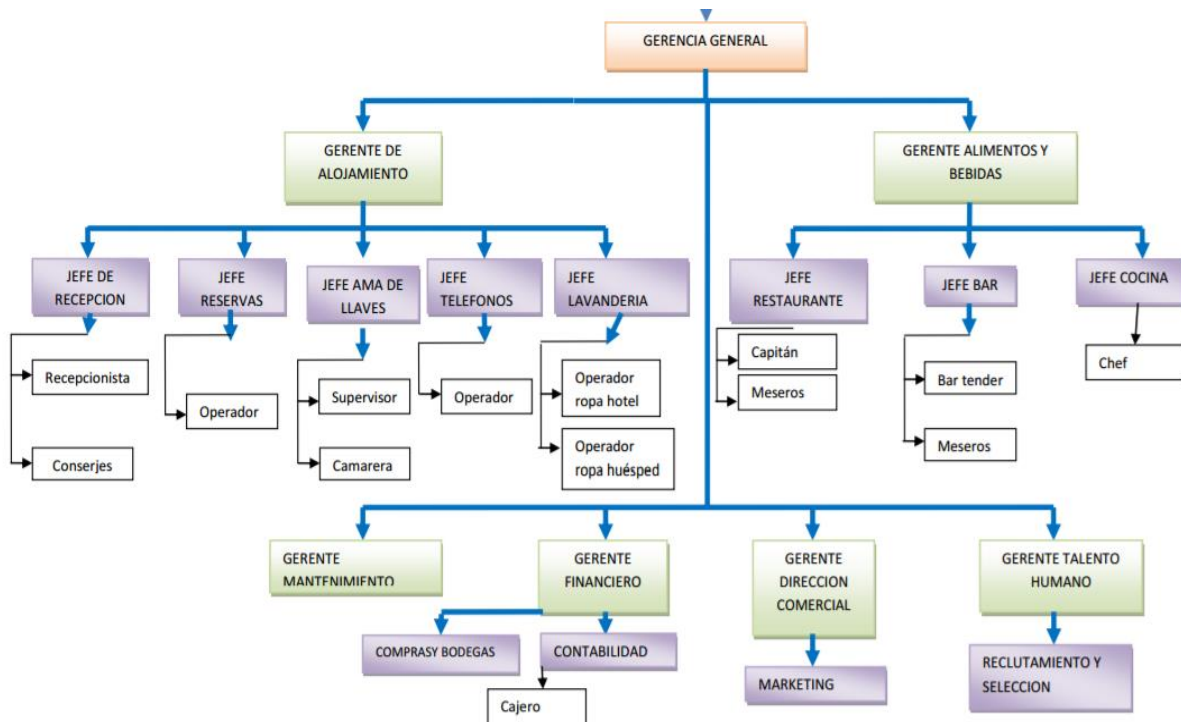 GERENCIA GENERAL
GERENTE DE
ALOJAMIENTO
GERENTE ALIMENTOS Y
BEBIDAS
JEFE DE
RECEPCION
JEFE
RESERVAS
JEFE AMA DE
LLAVES
JEFE
TELEFONOS
JEFE
LAVANDERIA
JEFE
RESTAURANTE
JEFE BAR
JEFE COCINA
Recepcionista
Conserjes
Operador
Supervisor
Camarera
Operador
Operador
ropa hotel
Operador
ropa huésped
Capitán
Meseros
Bar tender
Meseros
Chef
GERENTE
MANTENIMIENTO
GERENTE
FINANCIERO
GERENTE
DIRECCION
COMERCIAL
GERENTE TALENTO
HUMANO
COMPRASY BODEGAS
CONTABILIDAD
MARKETING
RECLUTAMIENTO Y
SELECCION
Cajero